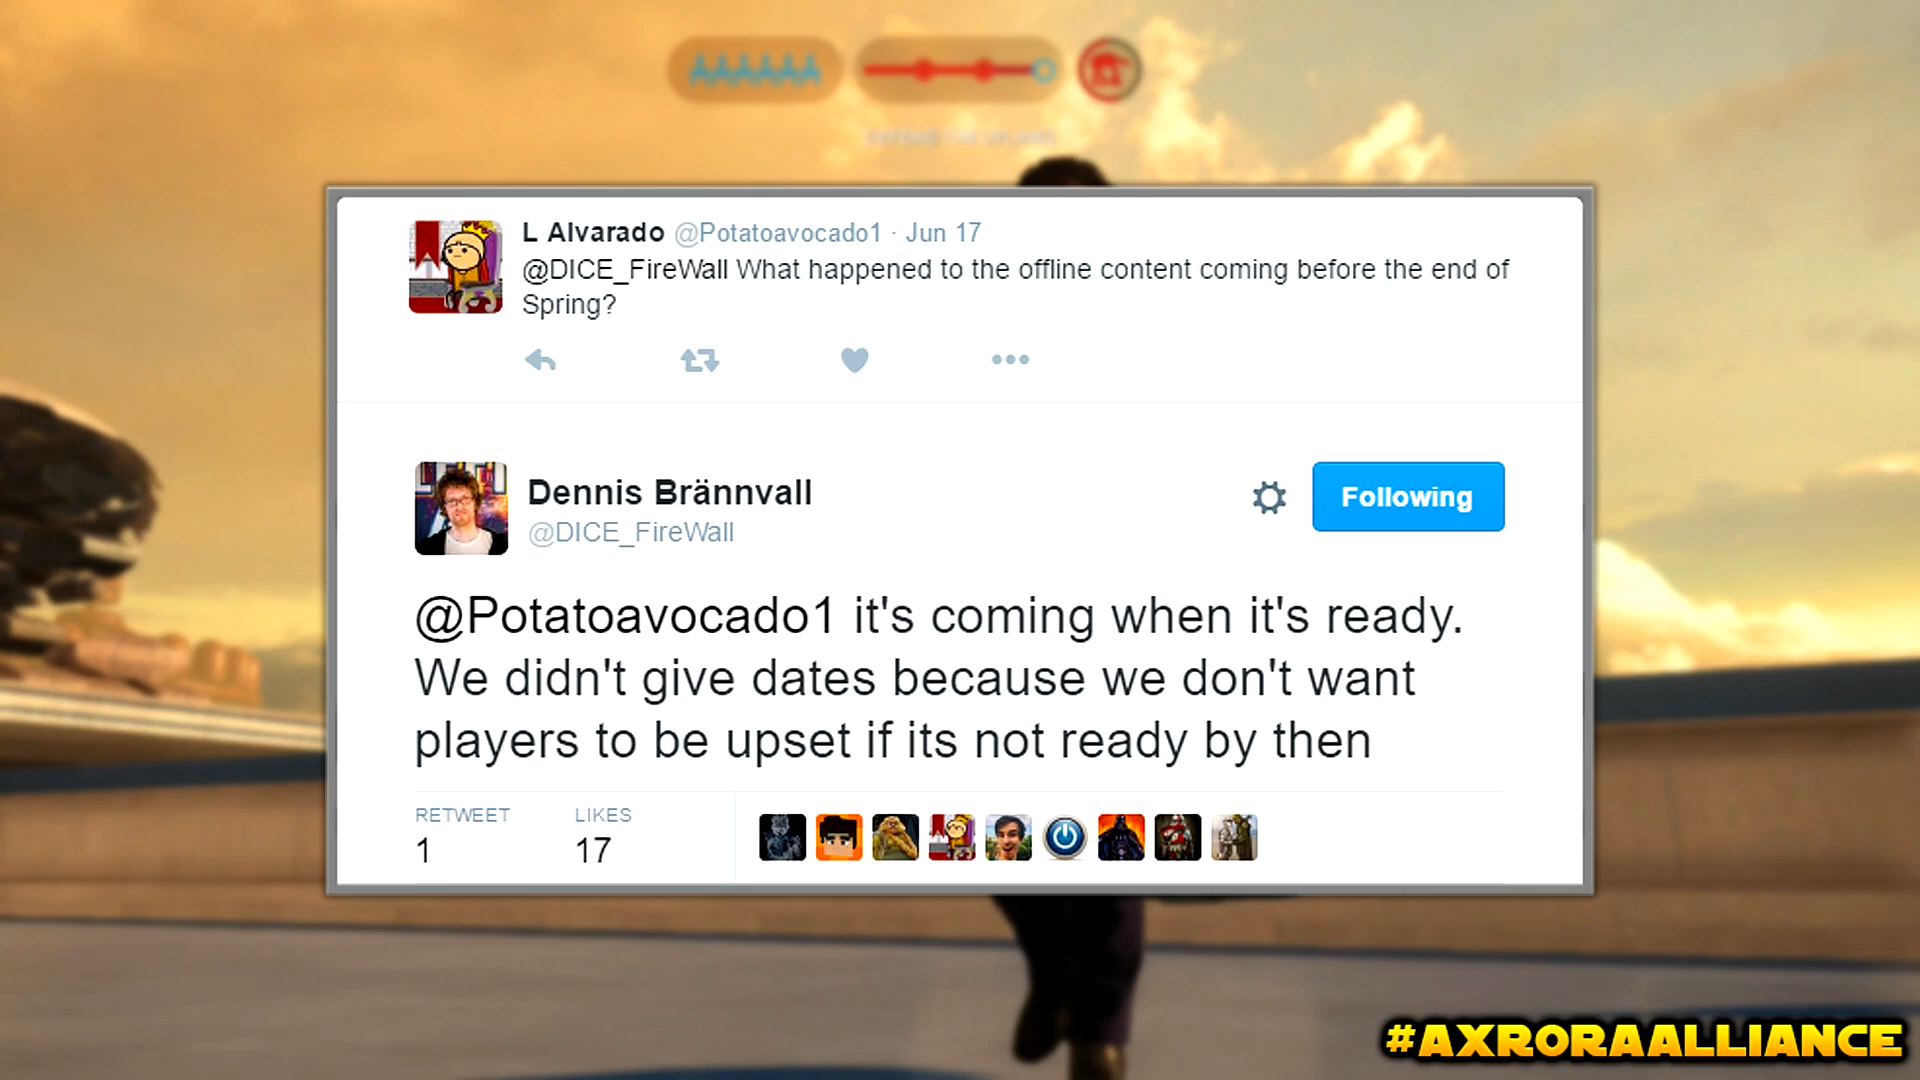 L Alvarado @Potatoavocado1 · Jun 17
@DICE_FireWall What happened to the offline content coming before the end of
Spring?
Dennis Brännvall
@DICE_FireWall
Following
@Potatoavocado1 it's coming when it's ready.
We didn't give dates because we don't want
players to be upset if its not ready by then
RETWEET LIKES
1 17
#AXRORAALLIANCE